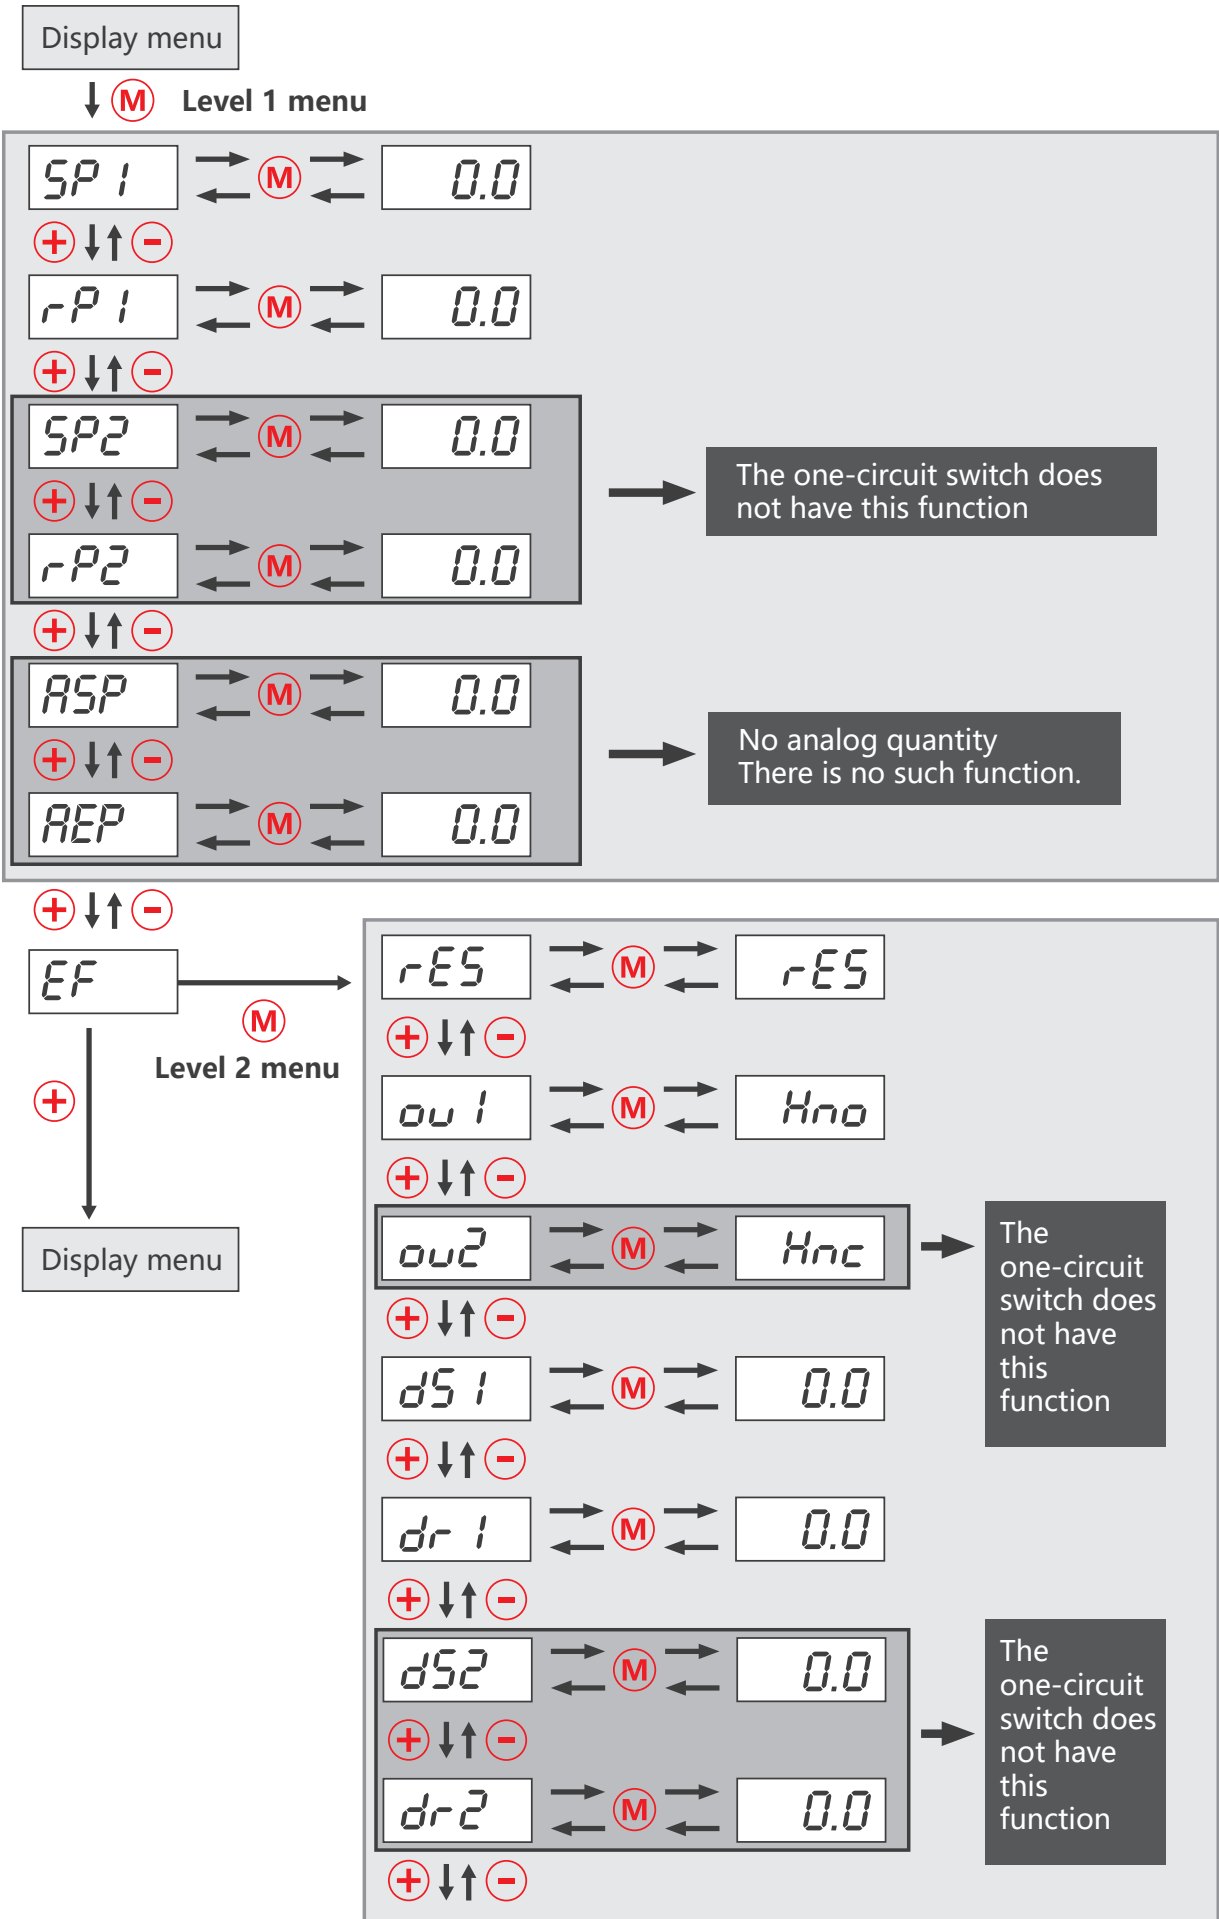 Display menu
M Level 1 menu
SP1 M 0.0
+ -
rP1 M 0.0
+ -
SP2 M 0.0
+ -
rP2 M 0.0
The one-circuit switch does
not have this function
+ -
ASP M 0.0
+ -
AEP M 0.0
No analog quantity
There is no such function.
+ -
EF
M
Level 2 menu
+
Display menu
rES M rES
+ -
ou1 M Hno
+ -
ou2 M Hnc
The
one-circuit
switch does
not have
this
function
+ -
dS1 M 0.0
+ -
dr1 M 0.0
+ -
dS2 M 0.0
+ -
dr2 M 0.0
The
one-circuit
switch does
not have
this
function
+ -